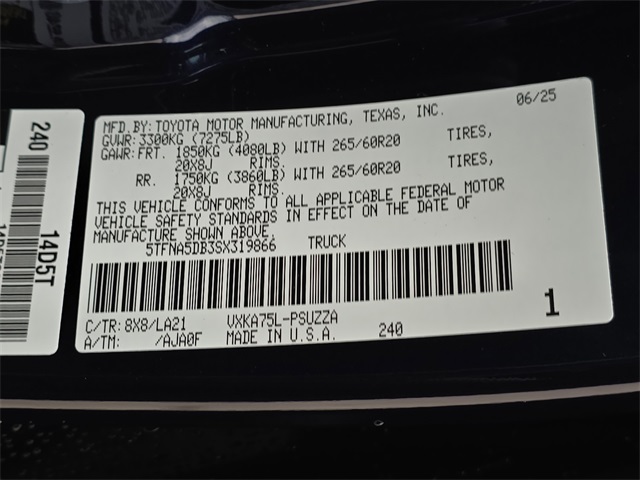 MFD.BY: TOYOTA MOTOR MANUFACTURING, TEXAS, INC. 06/25
GVWR: 3300KG (7275LB)
GAWR: FRT. 1850KG (4080LB) WITH 265/60R20 TIRES,
20X8J RIMS.
RR. 1750KG (3860LB) WITH 265/60R20 TIRES,
20X8J RIMS.
THIS VEHICLE CONFORMS TO ALL APPLICABLE FEDERAL MOTOR
VEHICLE SAFETY STANDARDS IN EFFECT ON THE DATE OF
MANUFACTURE SHOWN ABOVE.
5TFNA5DB3SX319866 TRUCK
C/TR: 8X8/LA21 VXKA75L-PSUZZA
A/TM: /AJA0F MADE IN U.S.A. 240
1
240
14D5T